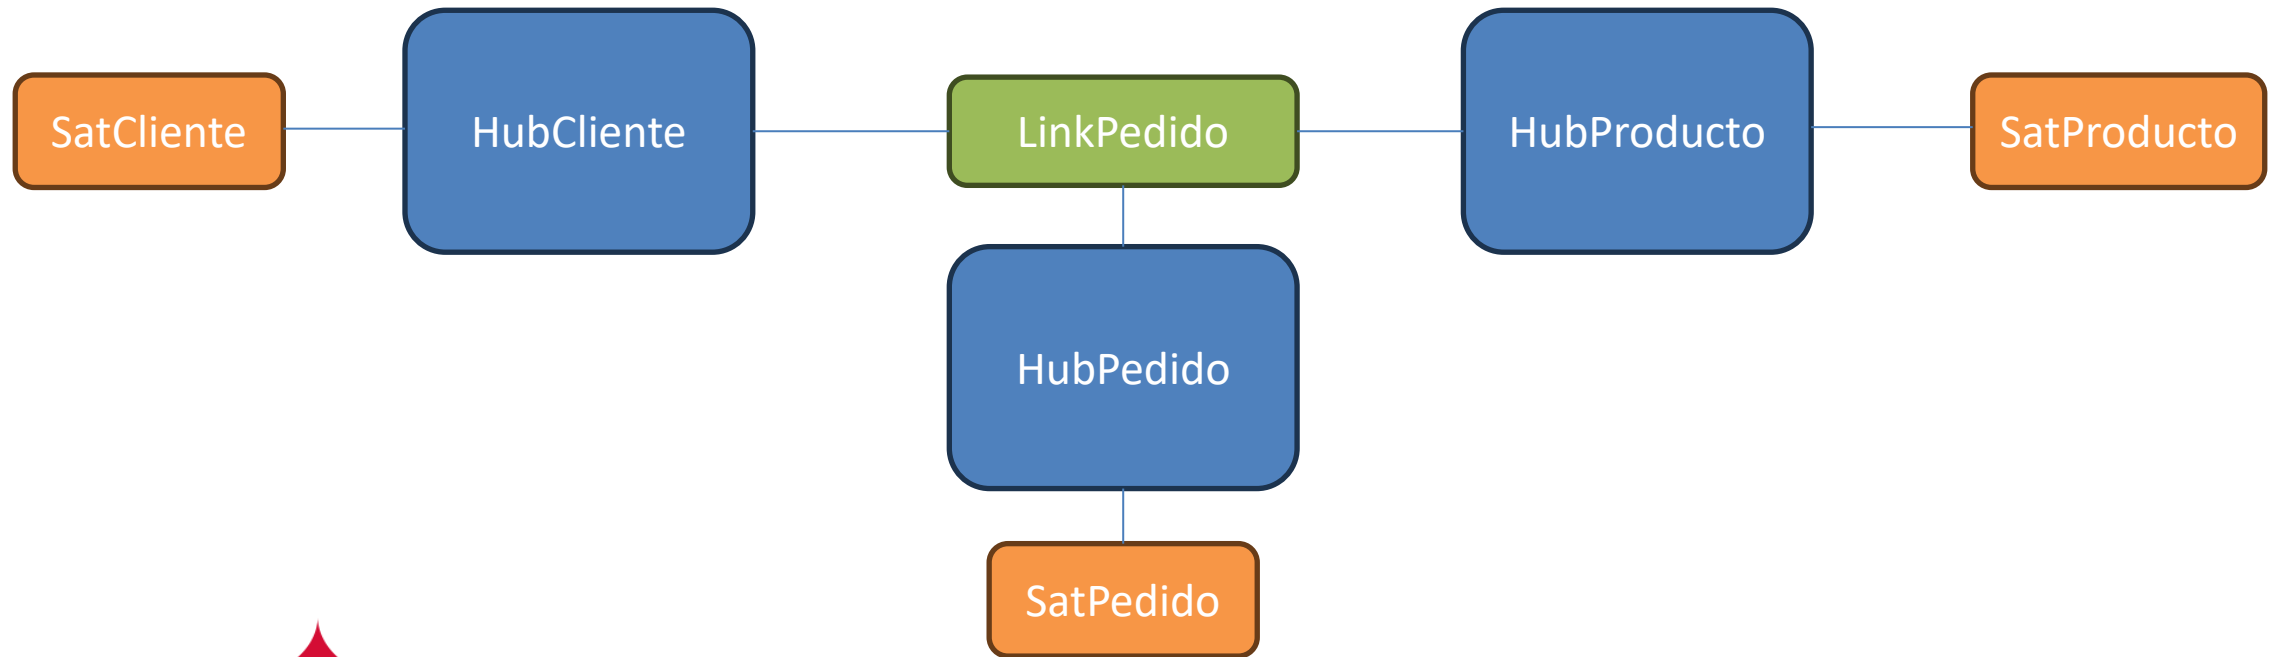 SatCliente
HubCliente
LinkPedido
HubProducto
SatProducto
HubPedido
SatPedido